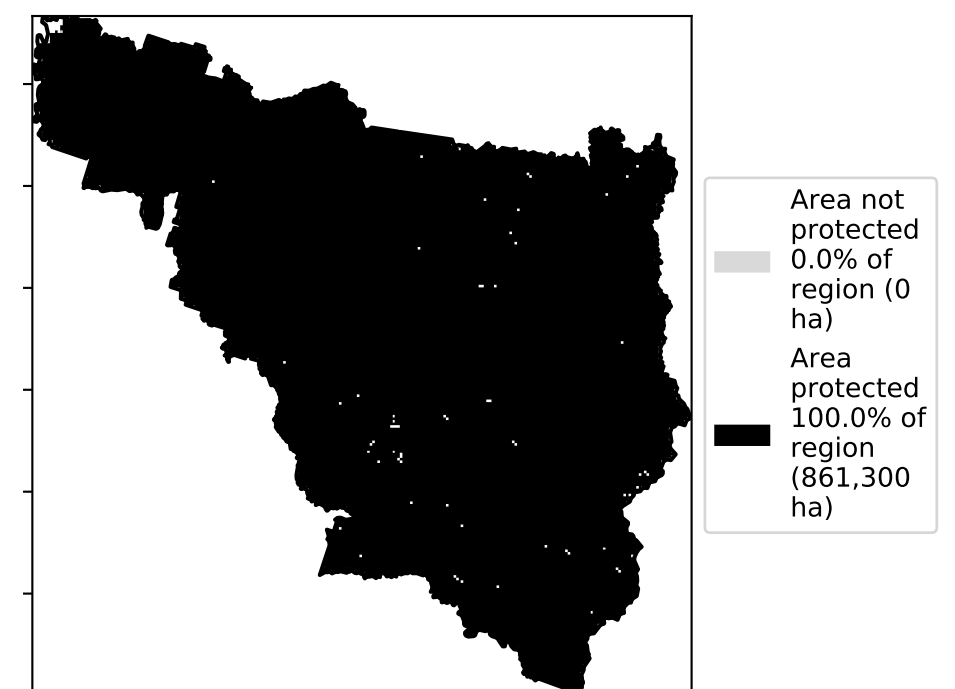 Area not
protected
0.0% of
region (0
ha)
Area
protected
100.0% of
region
(861,300
ha)